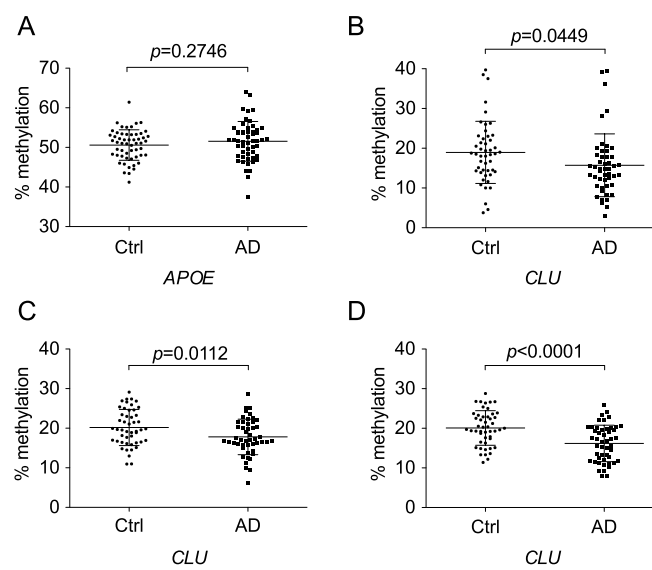 A
p=0.2746
% methylation
70
60
50
40
30
Ctrl
AD
APOE
B
p=0.0449
% methylation
40
30
20
10
0
Ctrl
AD
CLU
C
p=0.0112
% methylation
40
30
20
10
0
Ctrl
AD
CLU
D
p<0.0001
% methylation
40
30
20
10
0
Ctrl
AD
CLU